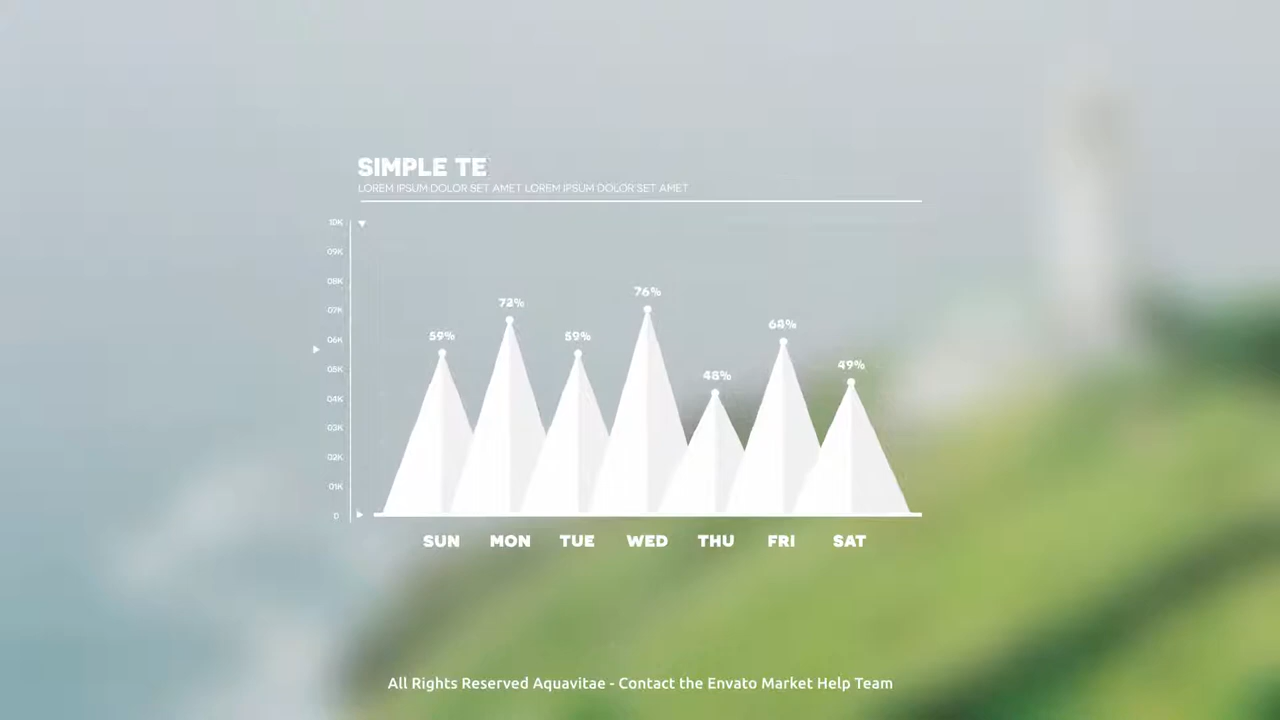 SIMPLE TE
LOREM IPSUM DOLOR SET AMET LOREM IPSUM DOLOR SET AMET
10K
09K
08K
07K
06K
05K
04K
03K
02K
01K
0
59%
72%
59%
76%
48%
64%
49%
SUN MON TUE WED THU FRI SAT
All Rights Reserved Aquavitae - Contact the Envato Market Help Team